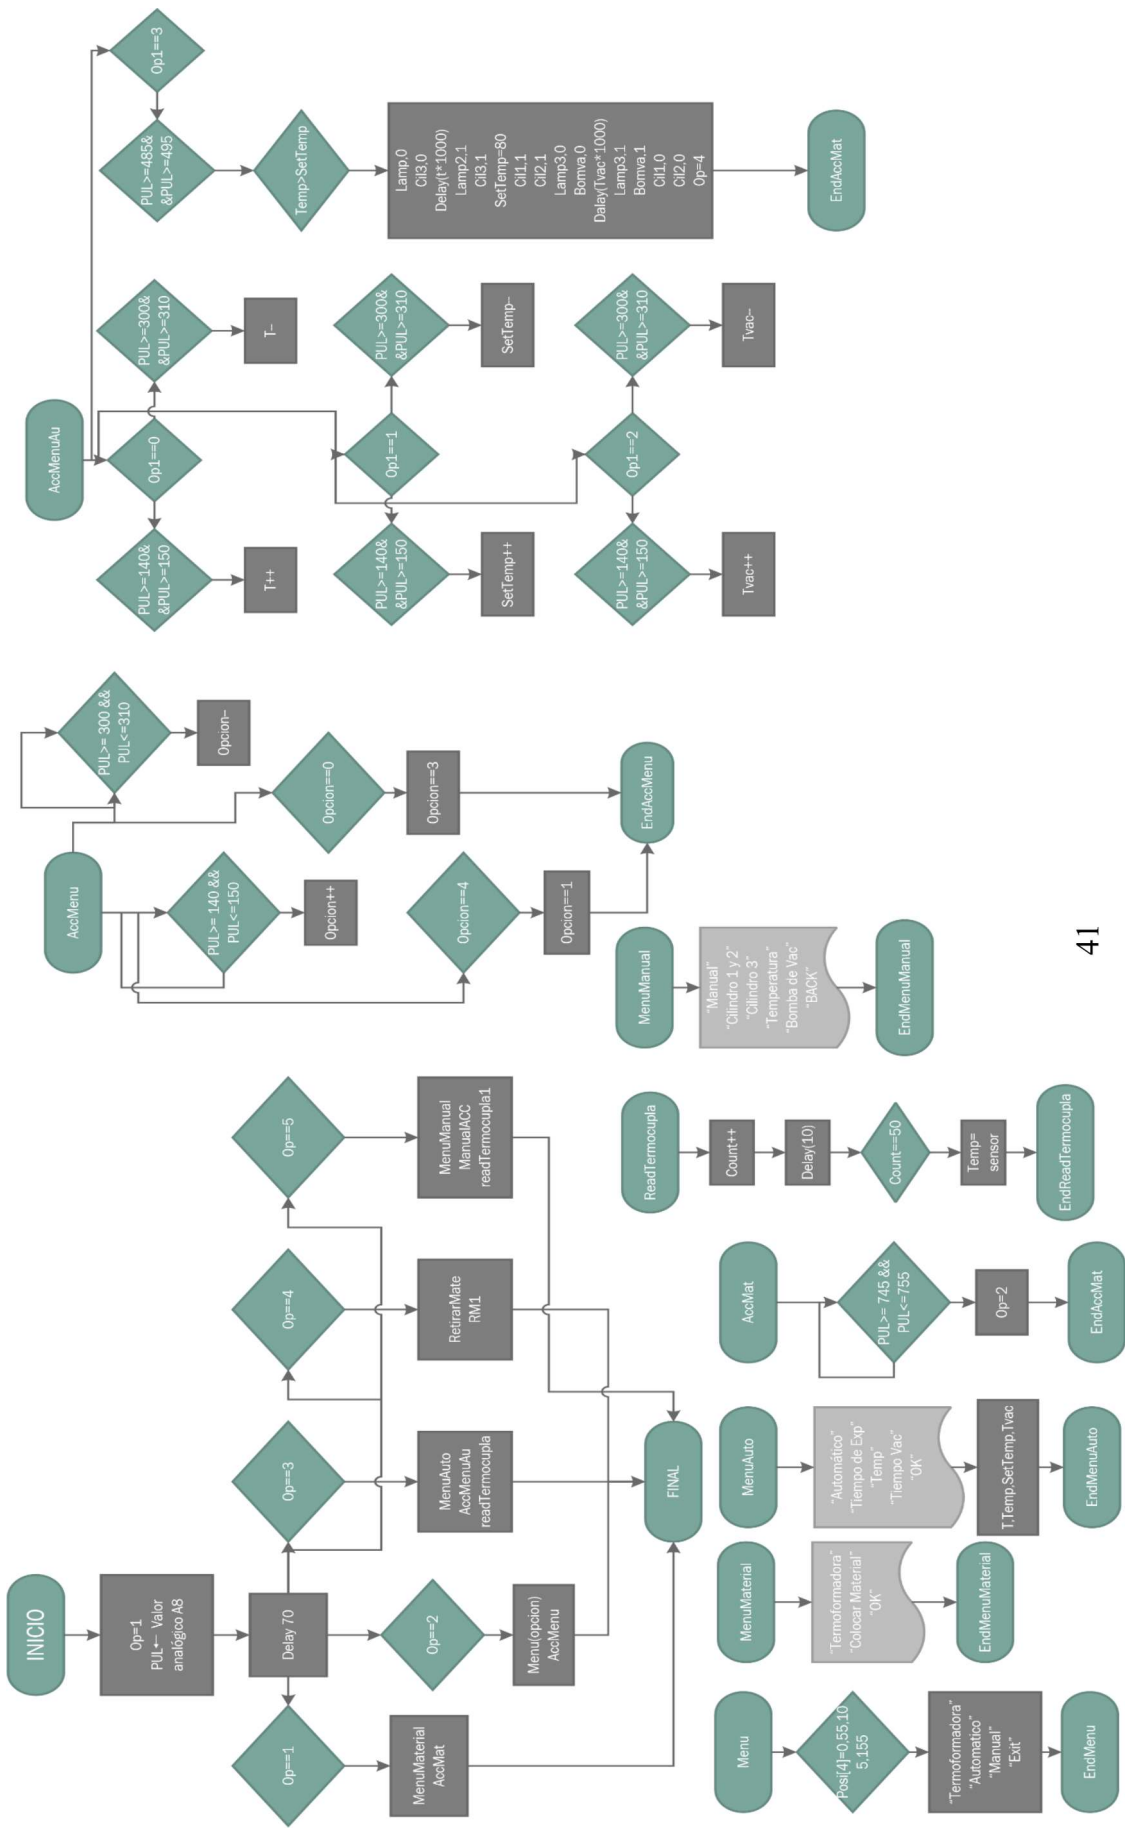 INICIO
Op=1
PUL← Valor
analógico A8
Delay 70
Op==1
MenuMaterial
AccMat
Op==2
Menu(opcion)
AccMenu
Op==3
MenuAuto
AccMenuAu
readTermocupla
Op==4
RetirarMate
RM1
Op==5
MenuManual
ManualACC
readTermocupla1
FINAL
AccMenu
PUL>= 140 &&
PUL<=150
Opcion++
PUL>= 300 &&
PUL<=310
Opcion–
Opcion==4
Opcion==1
Opcion==0
Opcion==3
EndAccMenu
AccMenuAu
Op1==0
PUL>=140&
&PUL>=150
T++
PUL>=300&
&PUL>=310
T–
Op1==1
PUL>=140&
&PUL>=150
SetTemp++
PUL>=300&
&PUL>=310
SetTemp–
Op1==2
PUL>=140&
&PUL>=150
Tvac++
PUL>=300&
&PUL>=310
Tvac–
Op1==3
PUL>=485&
&PUL>=495
Temp>SetTemp
Lamp,0
Cil3,0
Delay(t*1000)
Lamp2,1
Cil3,1
SetTemp=80
Cil1,1
Cil2,1
Lamp3,0
Bomva,0
Dalay(Tvac*1000)
Lamp3,1
Bomva,1
Cil1,0
Cil2,0
Op=4
EndAccMat
Menu
Posi[4]=0,55,10
5,155
“Termoformadora”
“Automatico”
“Manual”
“Exit”
EndMenu
MenuMaterial
“Termoformadora”
“Colocar Material”
“OK”
EndMenuMaterial
MenuAuto
“Automático”
“Tiempo de Exp”
“Temp”
“Tiempo Vac”
“OK”
T,Temp,SetTemp,Tvac
EndMenuAuto
AccMat
PUL>= 745 &&
PUL<=755
Op=2
EndAccMat
ReadTermocupla
Count++
Delay(10)
Count==50
Temp=
sensor
EndReadTermocupla
MenuManual
“Manual”
“Cilindro 1 y 2”
“Cilindro 3”
“Temperatura”
“Bomba de Vac”
“BACK”
EndMenuManual
41